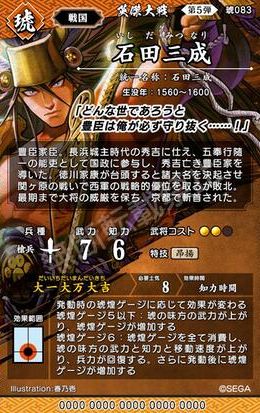 琥
戦国
英傑大戦
第5弾
琥083
いしだ みつなり
石田三成
統一名称：石田三成
生没年：1560～1600
「どんな世であろうと
豊臣は俺が必ず守り抜く……！」
豊臣家臣。長浜城主時代の秀吉に仕え、五奉行随
一の能吏として国政に参与し、秀吉亡き豊臣家を
導いた。徳川家康が台頭すると諸大名を決起させ
関ヶ原の戦いで西軍の戦略的優位を取るが敗北。
最期まで大将の威厳を保ち、京都で斬首された。
兵種 武力 知力 武将コスト
槍兵 7 6 特技 昂揚
だいいちだいまんだいきち
大一大万大吉
必要士気 8
効果時間 知力時間
効果範囲
発動時の琥煌ゲージに応じて効果が変わる
琥煌ゲージ5以下：琥の味方の武力が上が
り、琥煌ゲージが増加する
琥煌ゲージ6：琥煌ゲージを全て消費し、
琥の味方の武力と知力と移動速度が上が
り、兵力が回復する。さらに発動後に琥煌
ゲージが増加する
Illustration:春乃壱
©SEGA
0000 0000 0000 0000 0000